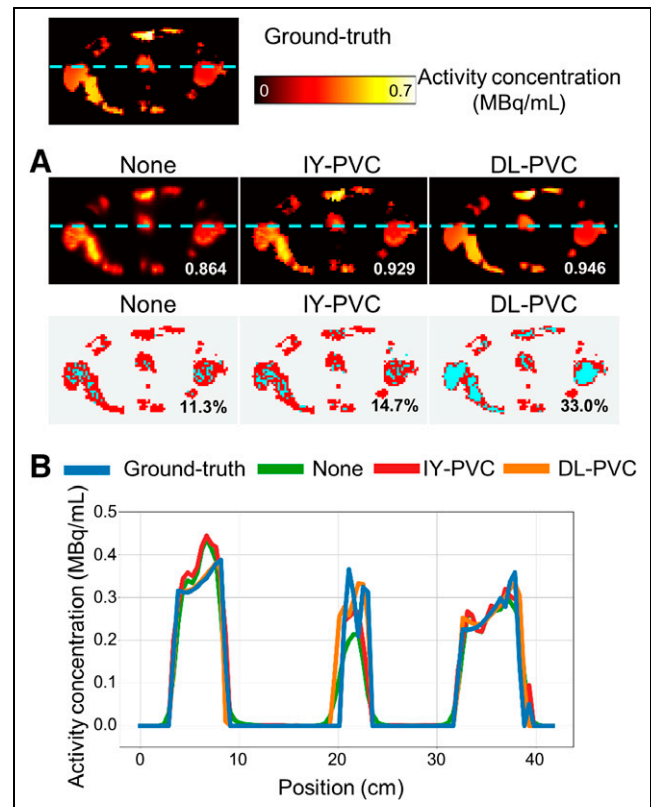 Ground-truth
Activity concentration
(MBq/mL)
0 0.7
A
None IY-PVC DL-PVC
0.864 0.929 0.946
None IY-PVC DL-PVC
11.3% 14.7% 33.0%
B Ground-truth None IY-PVC DL-PVC
Activity concentration (MBq/mL)
0.5
0.4
0.3
0.2
0.1
0.0
0 10 20 30 40
Position (cm)